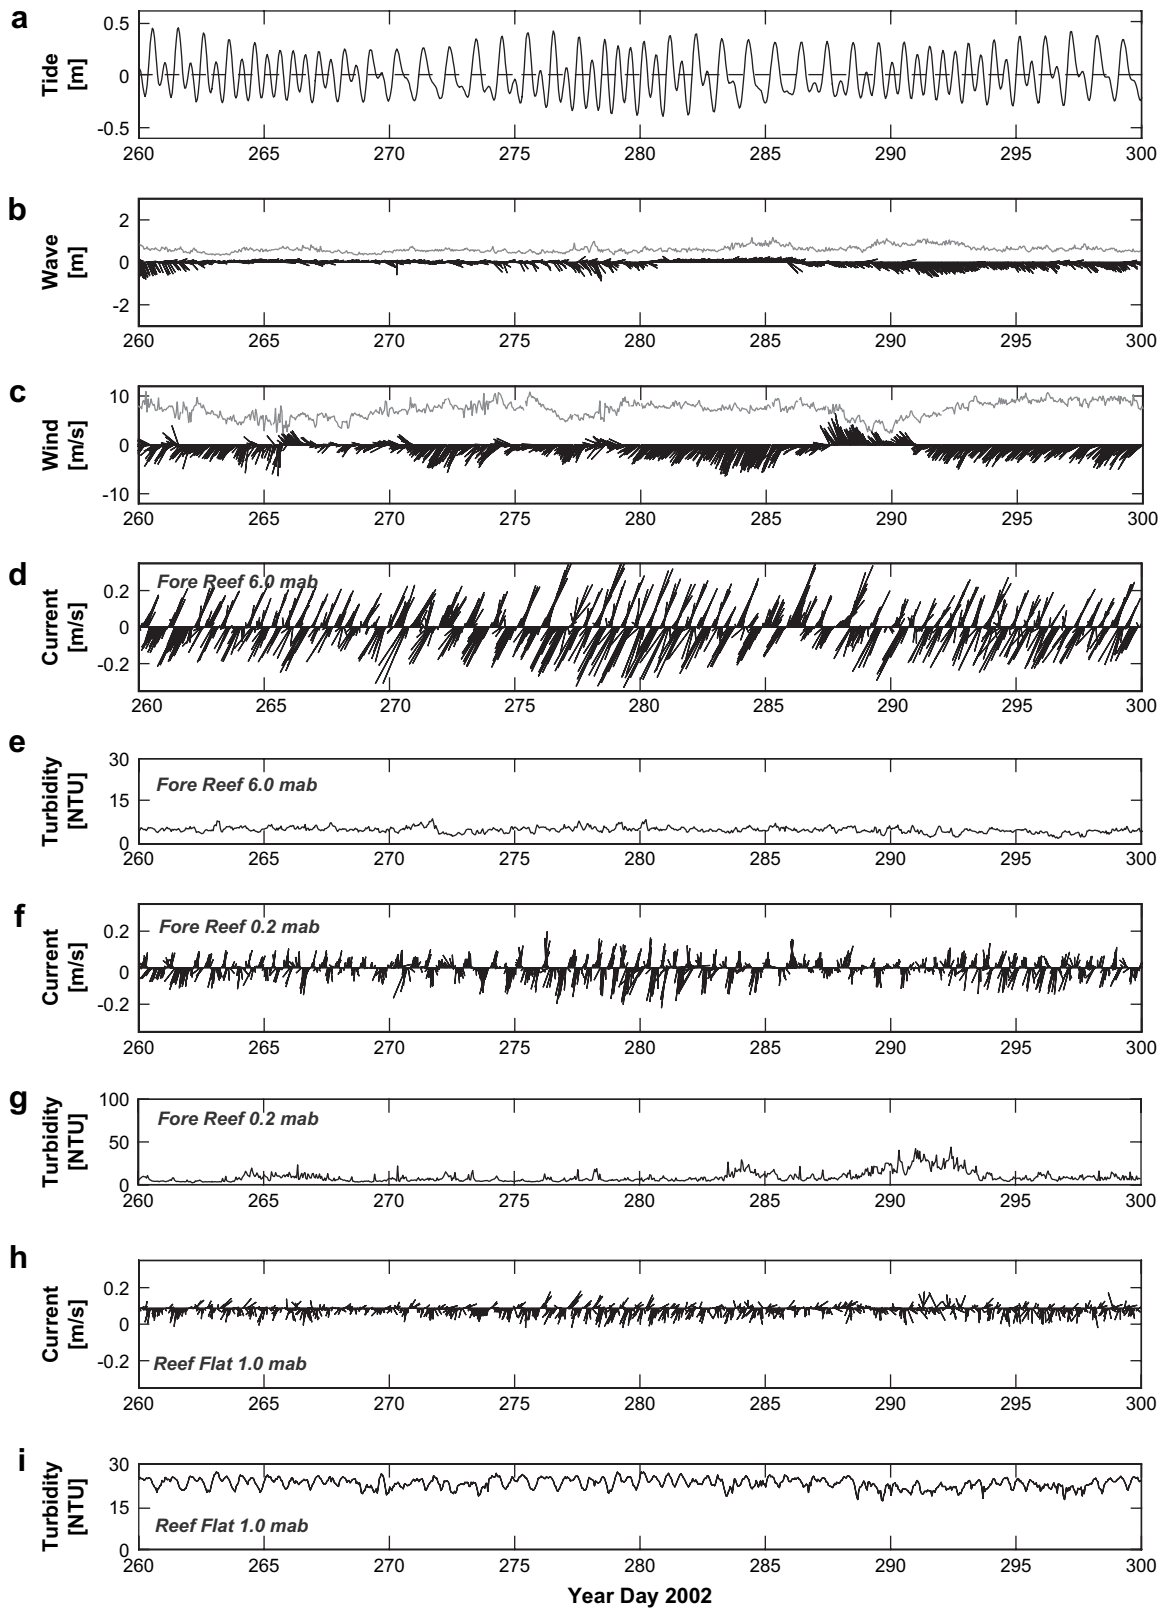 a
Tide
[m]
0.5
0
-0.5
260 265 270 275 280 285 290 295 300
b
Wave
[m]
2
0
-2
260 265 270 275 280 285 290 295 300
c
Wind
[m/s]
10
0
-10
260 265 270 275 280 285 290 295 300
d
Current
[m/s]
Fore Reef 6.0 mab
0.2
0
-0.2
260 265 270 275 280 285 290 295 300
e
Turbidity
[NTU]
30
Fore Reef 6.0 mab
15
0
260 265 270 275 280 285 290 295 300
f
Current
[m/s]
Fore Reef 0.2 mab
0.2
0
-0.2
260 265 270 275 280 285 290 295 300
g
Turbidity
[NTU]
100
Fore Reef 0.2 mab
50
0
260 265 270 275 280 285 290 295 300
h
Current
[m/s]
0.2
0
-0.2
Reef Flat 1.0 mab
260 265 270 275 280 285 290 295 300
i
Turbidity
[NTU]
30
15
Reef Flat 1.0 mab
0
260 265 270 275 280 285 290 295 300
Year Day 2002